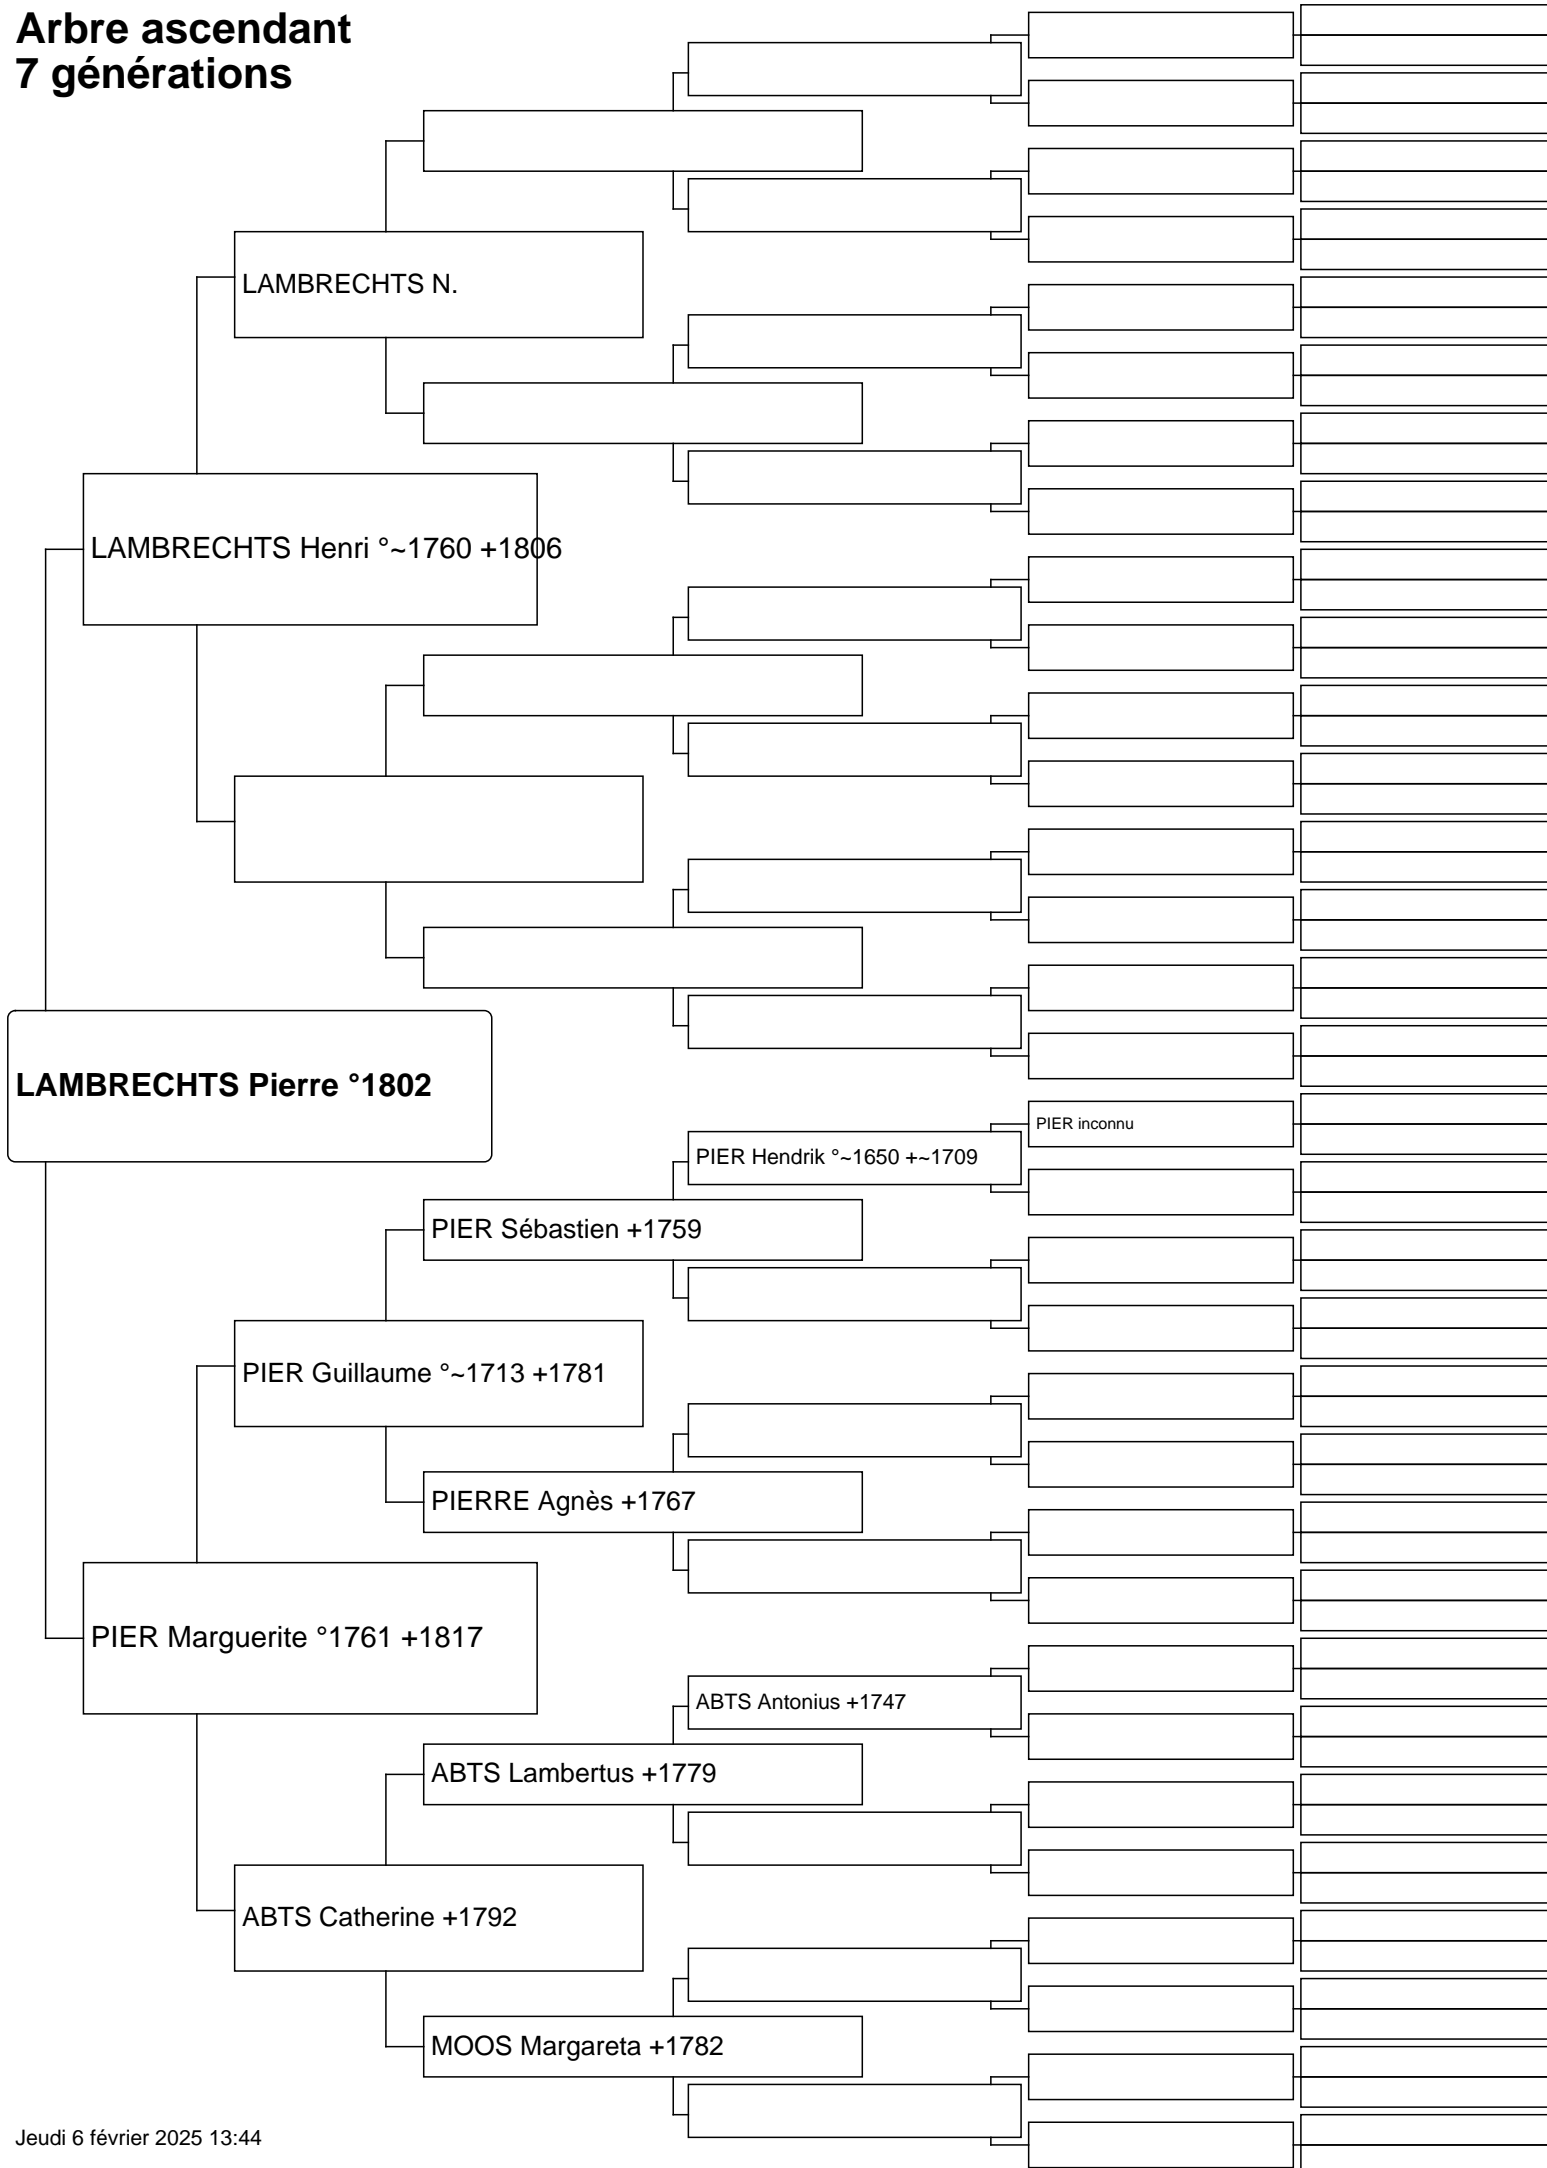 Arbre ascendant
7 générations
LAMBRECHTS N.
LAMBRECHTS Henri °~1760 +1806
LAMBRECHTS Pierre °1802
PIER inconnu
PIER Hendrik °~1650 +~1709
PIER Sébastien +1759
PIER Guillaume °~1713 +1781
PIERRE Agnès +1767
PIER Marguerite °1761 +1817
ABTS Antonius +1747
ABTS Lambertus +1779
ABTS Catherine +1792
MOOS Margareta +1782
Jeudi 6 février 2025 13:44